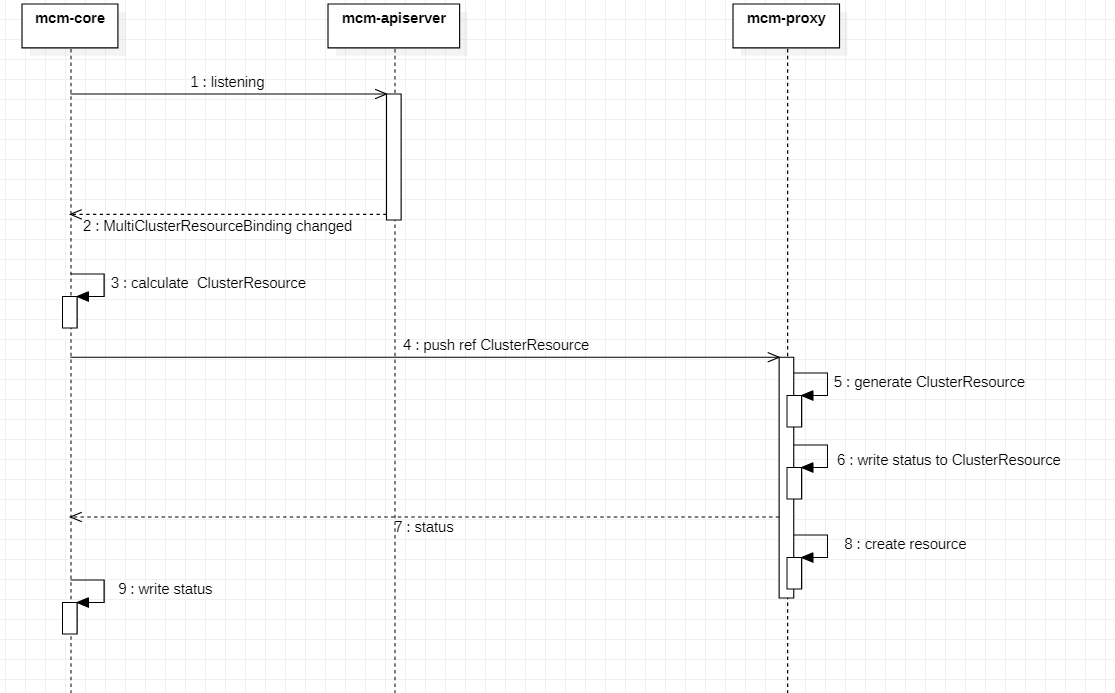 mcm-core
mcm-apiserver
mcm-proxy
1 : listening
2 : MultiClusterResourceBinding changed
3 : calculate  ClusterResource
4 : push ref ClusterResource
5 : generate ClusterResource
6 : write status to ClusterResource
7 : status
8 : create resource
9 : write status